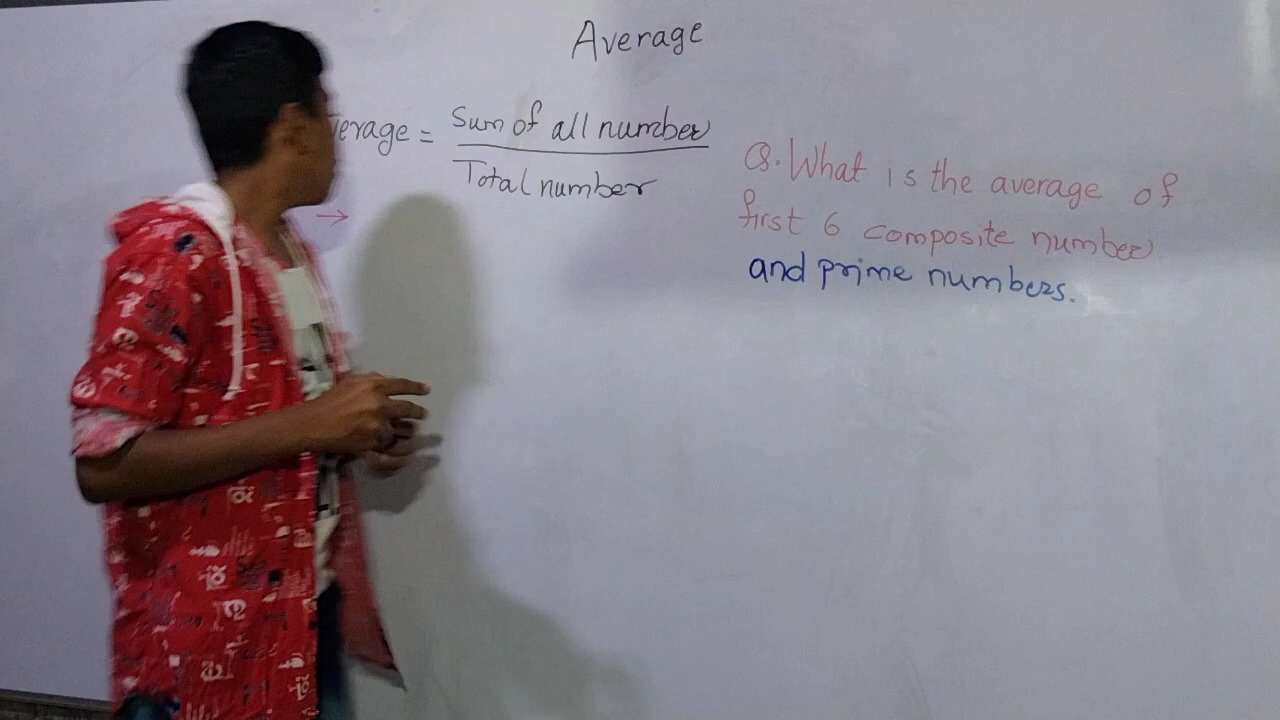 Average
verage = Sum of all number
Total number
→
Q. What is the average of
first 6 composite number
and prime numbers.